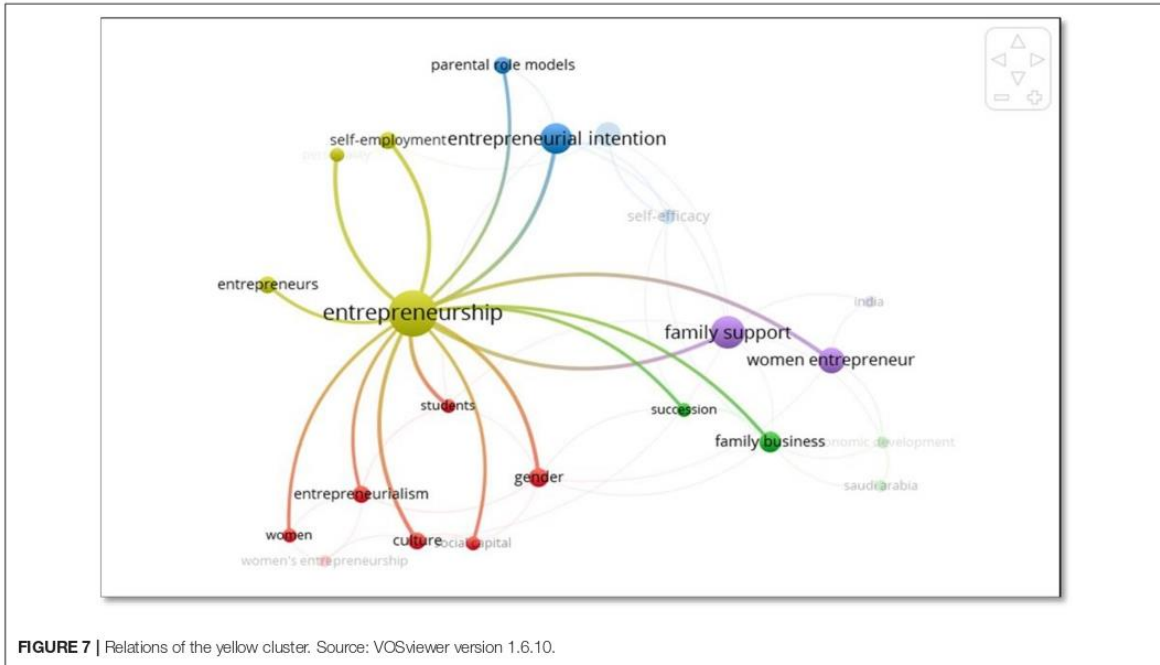 parental role models
self-employment
entrepreneurial intention
self-efficacy
entrepreneurs
entrepreneurship
india
family support
women entrepreneur
students
succession
family business
onomic development
gender
saudi arabia
entrepreneurialism
women
culture
social capital
women's entrepreneurship
FIGURE 7 | Relations of the yellow cluster. Source: VOSviewer version 1.6.10.